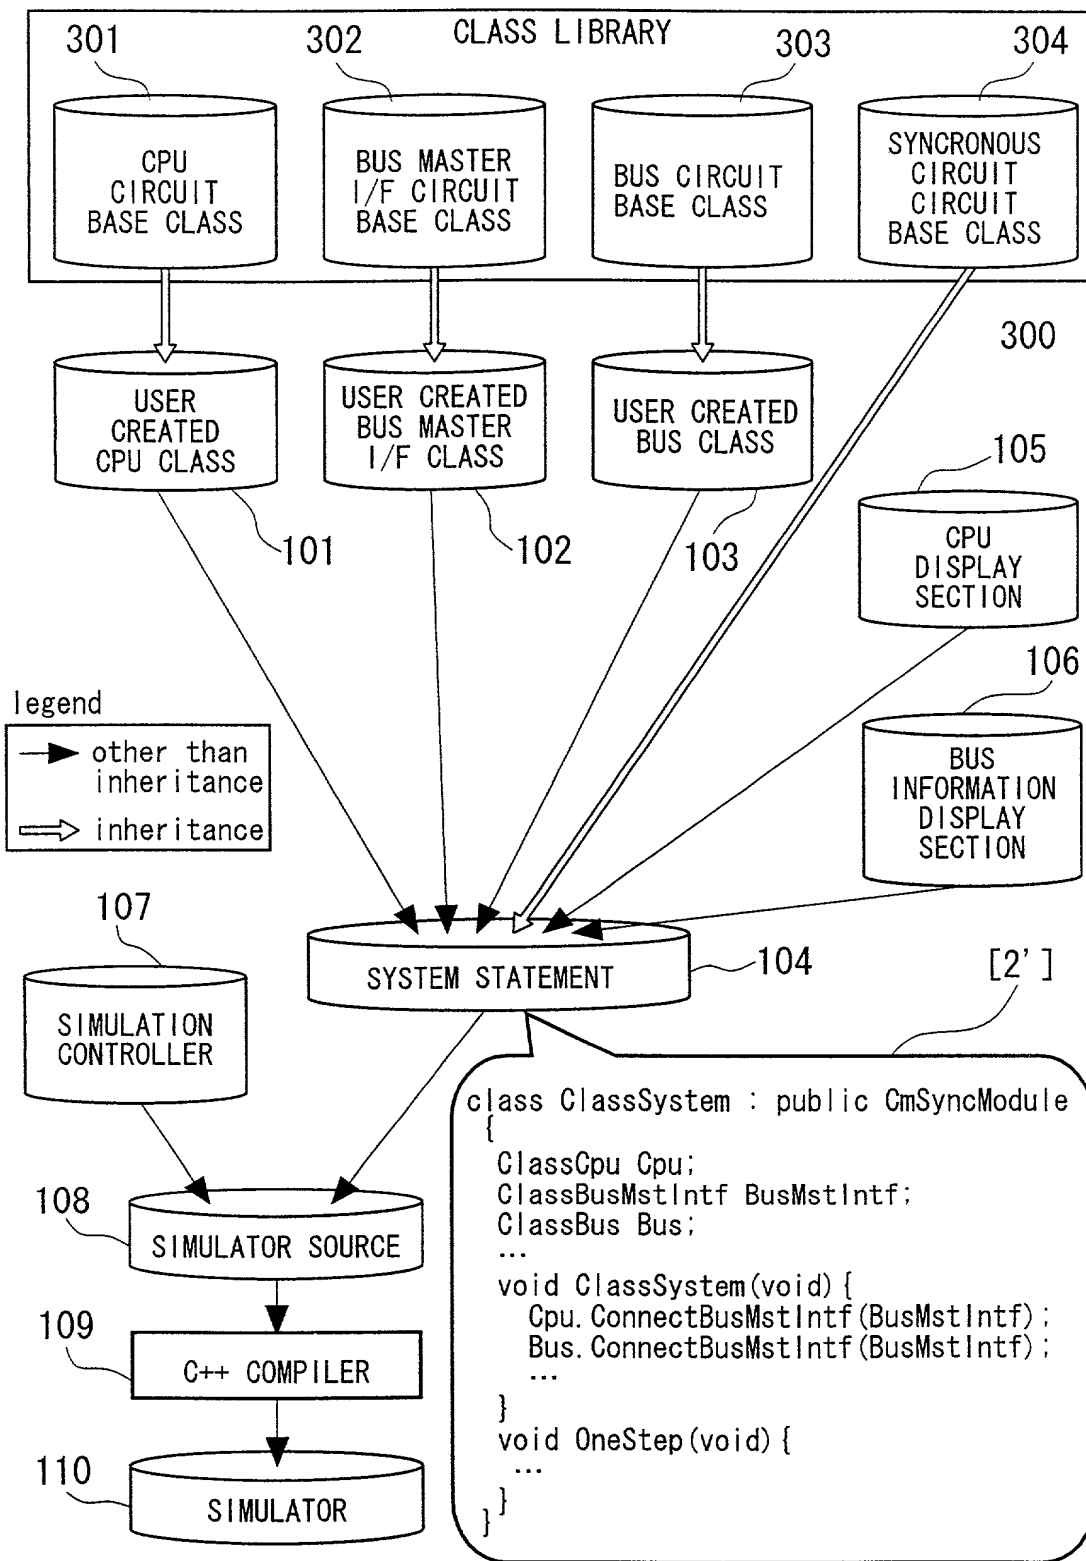 CLASS LIBRARY
301
302
303
304
CPU
CIRCUIT
BASE CLASS
BUS MASTER
I/F CIRCUIT
BASE CLASS
BUS CIRCUIT
BASE CLASS
SYNCRONOUS
CIRCUIT
CIRCUIT
BASE CLASS
300
USER
CREATED
CPU CLASS
USER CREATED
BUS MASTER
I/F CLASS
USER CREATED
BUS CLASS
101
102
103
105
CPU
DISPLAY
SECTION
106
BUS
INFORMATION
DISPLAY
SECTION
legend
other than
inheritance
inheritance
107
SIMULATION
CONTROLLER
SYSTEM STATEMENT
104
[2']
class ClassSystem : public CmSyncModule
{
ClassCpu Cpu;
ClassBusMstIntf BusMstIntf;
ClassBus Bus;
...
void ClassSystem(void){
Cpu.ConnectBusMstIntf(BusMstIntf);
Bus.ConnectBusMstIntf(BusMstIntf);
...
}
void OneStep(void){
...
}
}
108
SIMULATOR SOURCE
109
C++ COMPILER
110
SIMULATOR